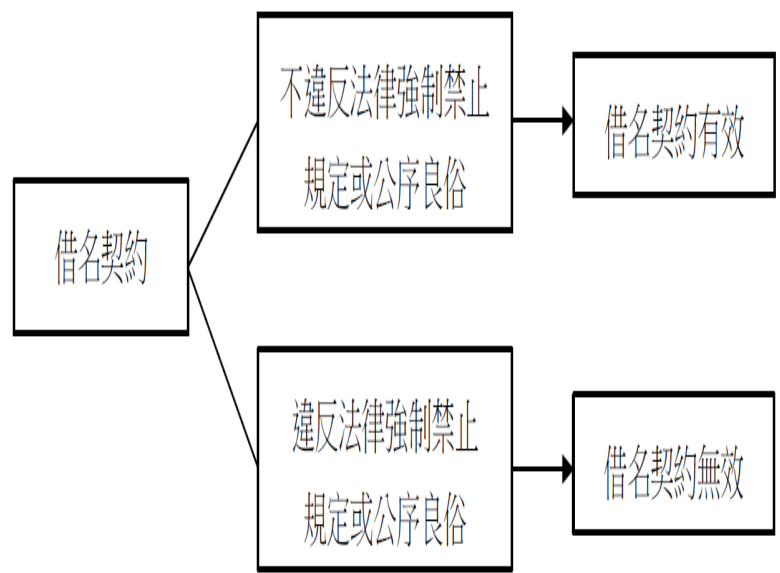 借名契約
不違反法律強制禁止
規定或公序良俗
借名契約有效
違反法律強制禁止
規定或公序良俗
借名契約無效